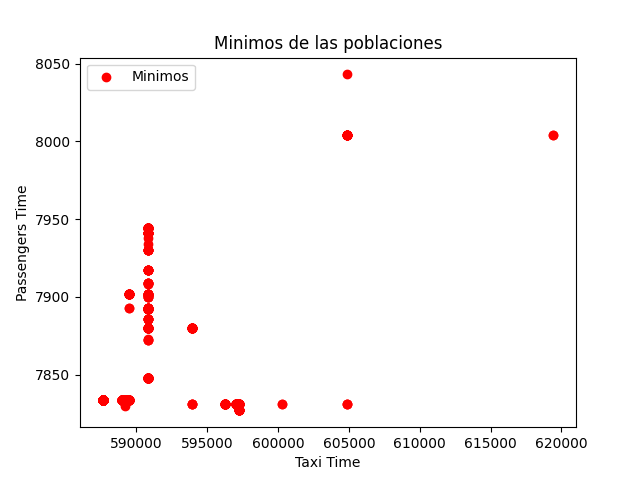 Minimos de las poblaciones
Minimos
8050
8000
7950
7900
7850
Passengers Time
590000 595000 600000 605000 610000 615000 620000
Taxi Time